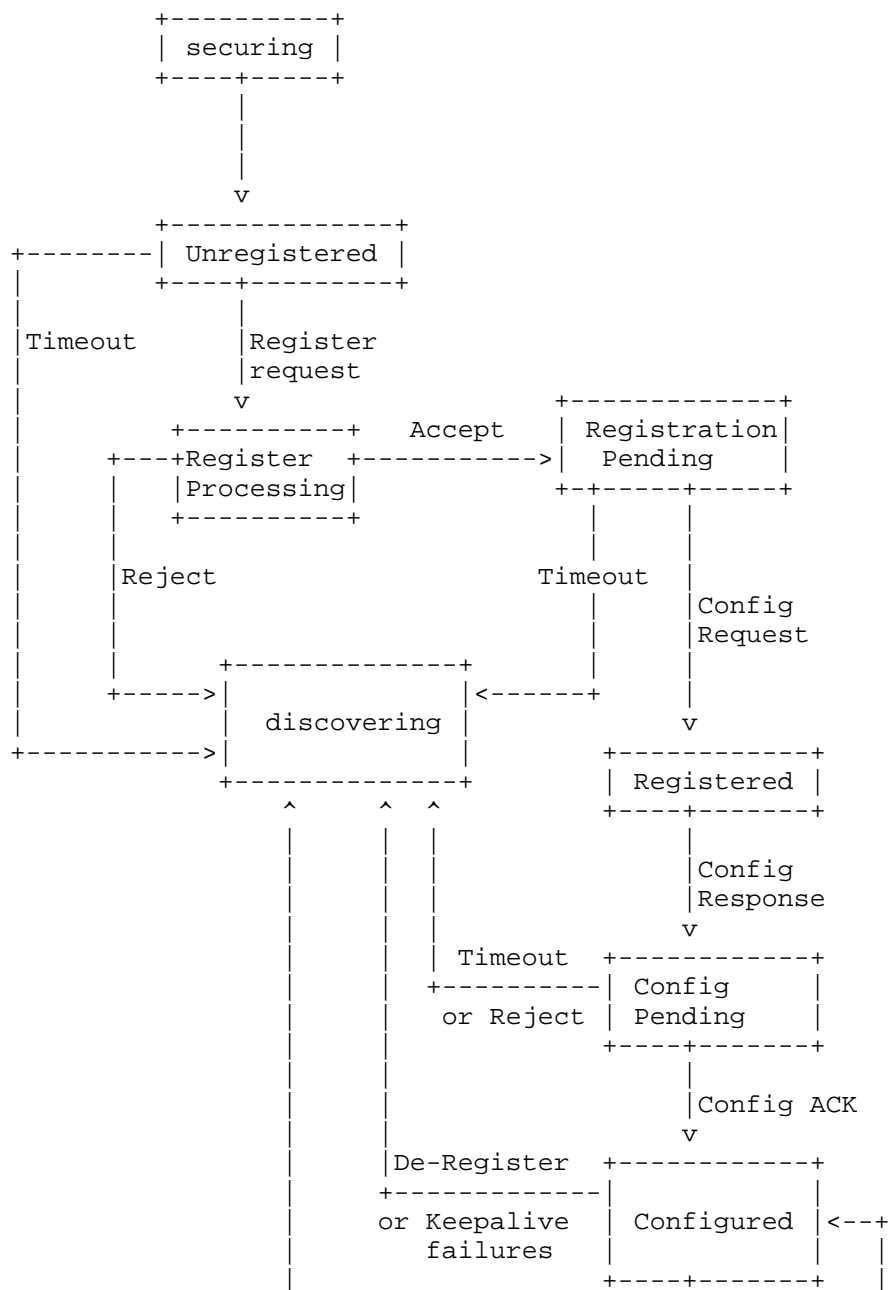 securing
Unregistered
Timeout
Register
request
Accept
Registration
Register
Pending
Processing
Reject
Timeout
Config
Request
discovering
Registered
Config
Response
Timeout
Config
or Reject
Pending
Config ACK
De-Register
or Keepalive
Configured
failures